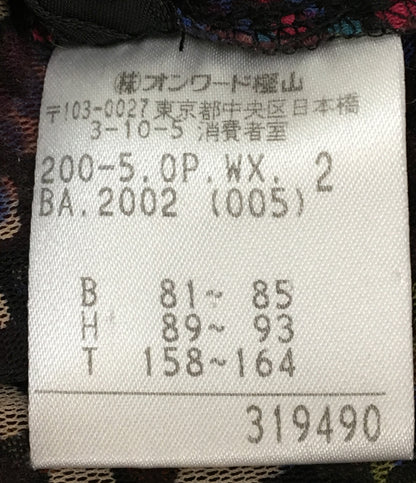 ㈱オンワード樫山
〒103-0027 東京都中央区日本橋
3-10-5 消費者室
200-5.OP.WX. 2
BA.2002 (005)
B 81~ 85
H 89~ 93
T 158~164
319490